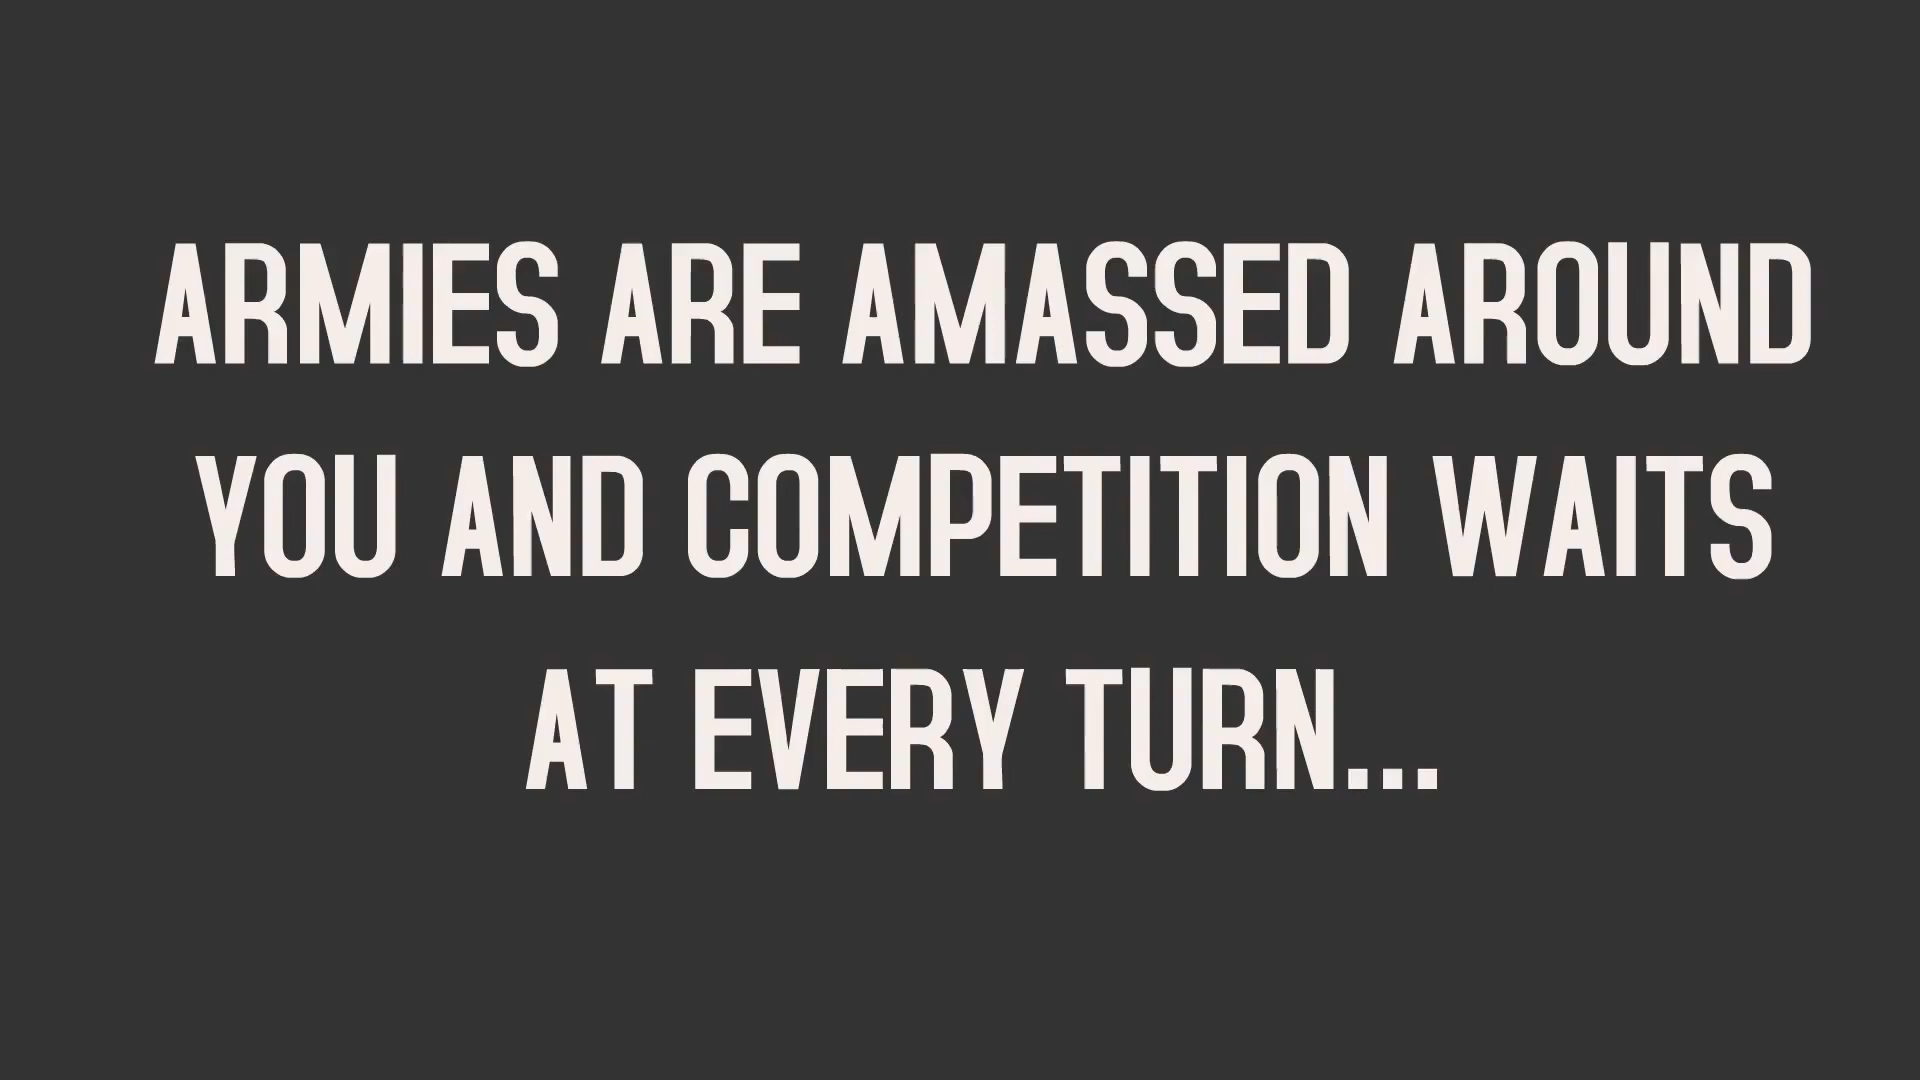 ARMIES ARE AMASSED AROUND
YOU AND COMPETITION WAITS
AT EVERY TURN...